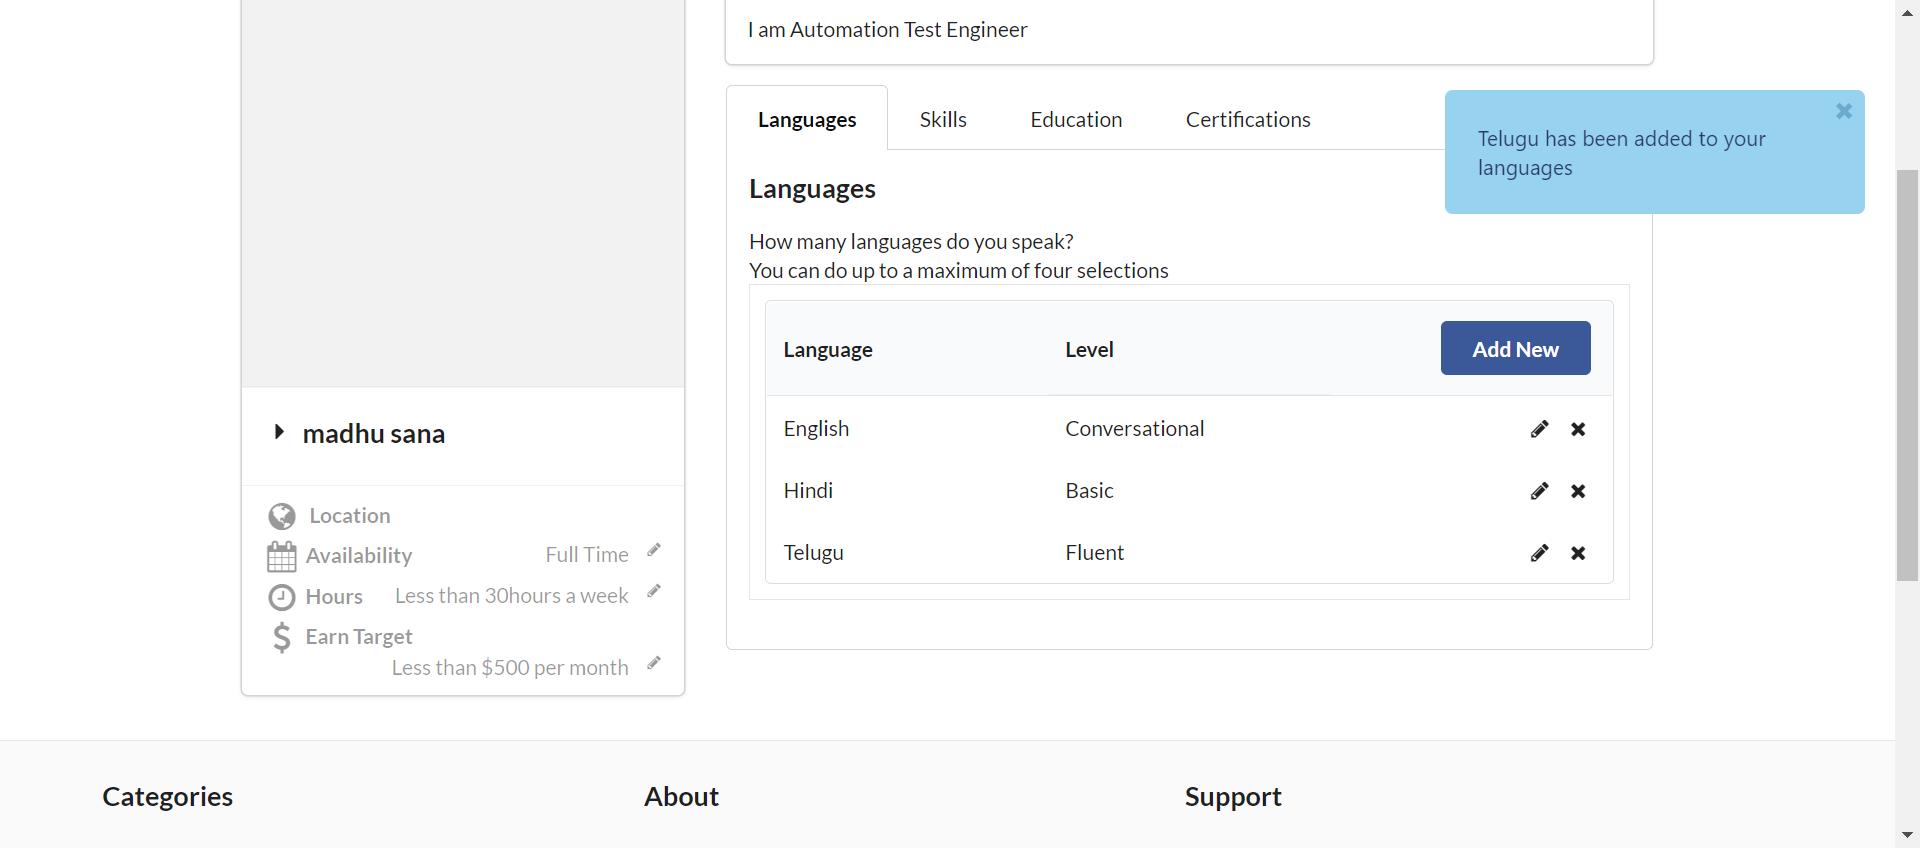 I am Automation Test Engineer
Languages Skills Education Certifications
Telugu has been added to your
languages
Languages
How many languages do you speak?
You can do up to a maximum of four selections
Language Level Add New
English Conversational
Hindi Basic
Telugu Fluent
madhu sana
Location
Availability Full Time
Hours Less than 30hours a week
Earn Target
Less than $500 per month
Categories About Support